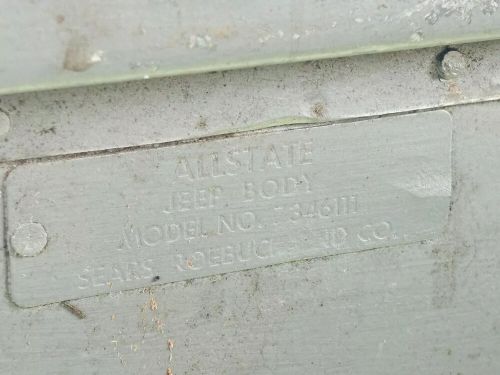 ALLSTATE
JEEP BODY
MODEL NO. 346111
SEARS ROEBUCK AND CO.